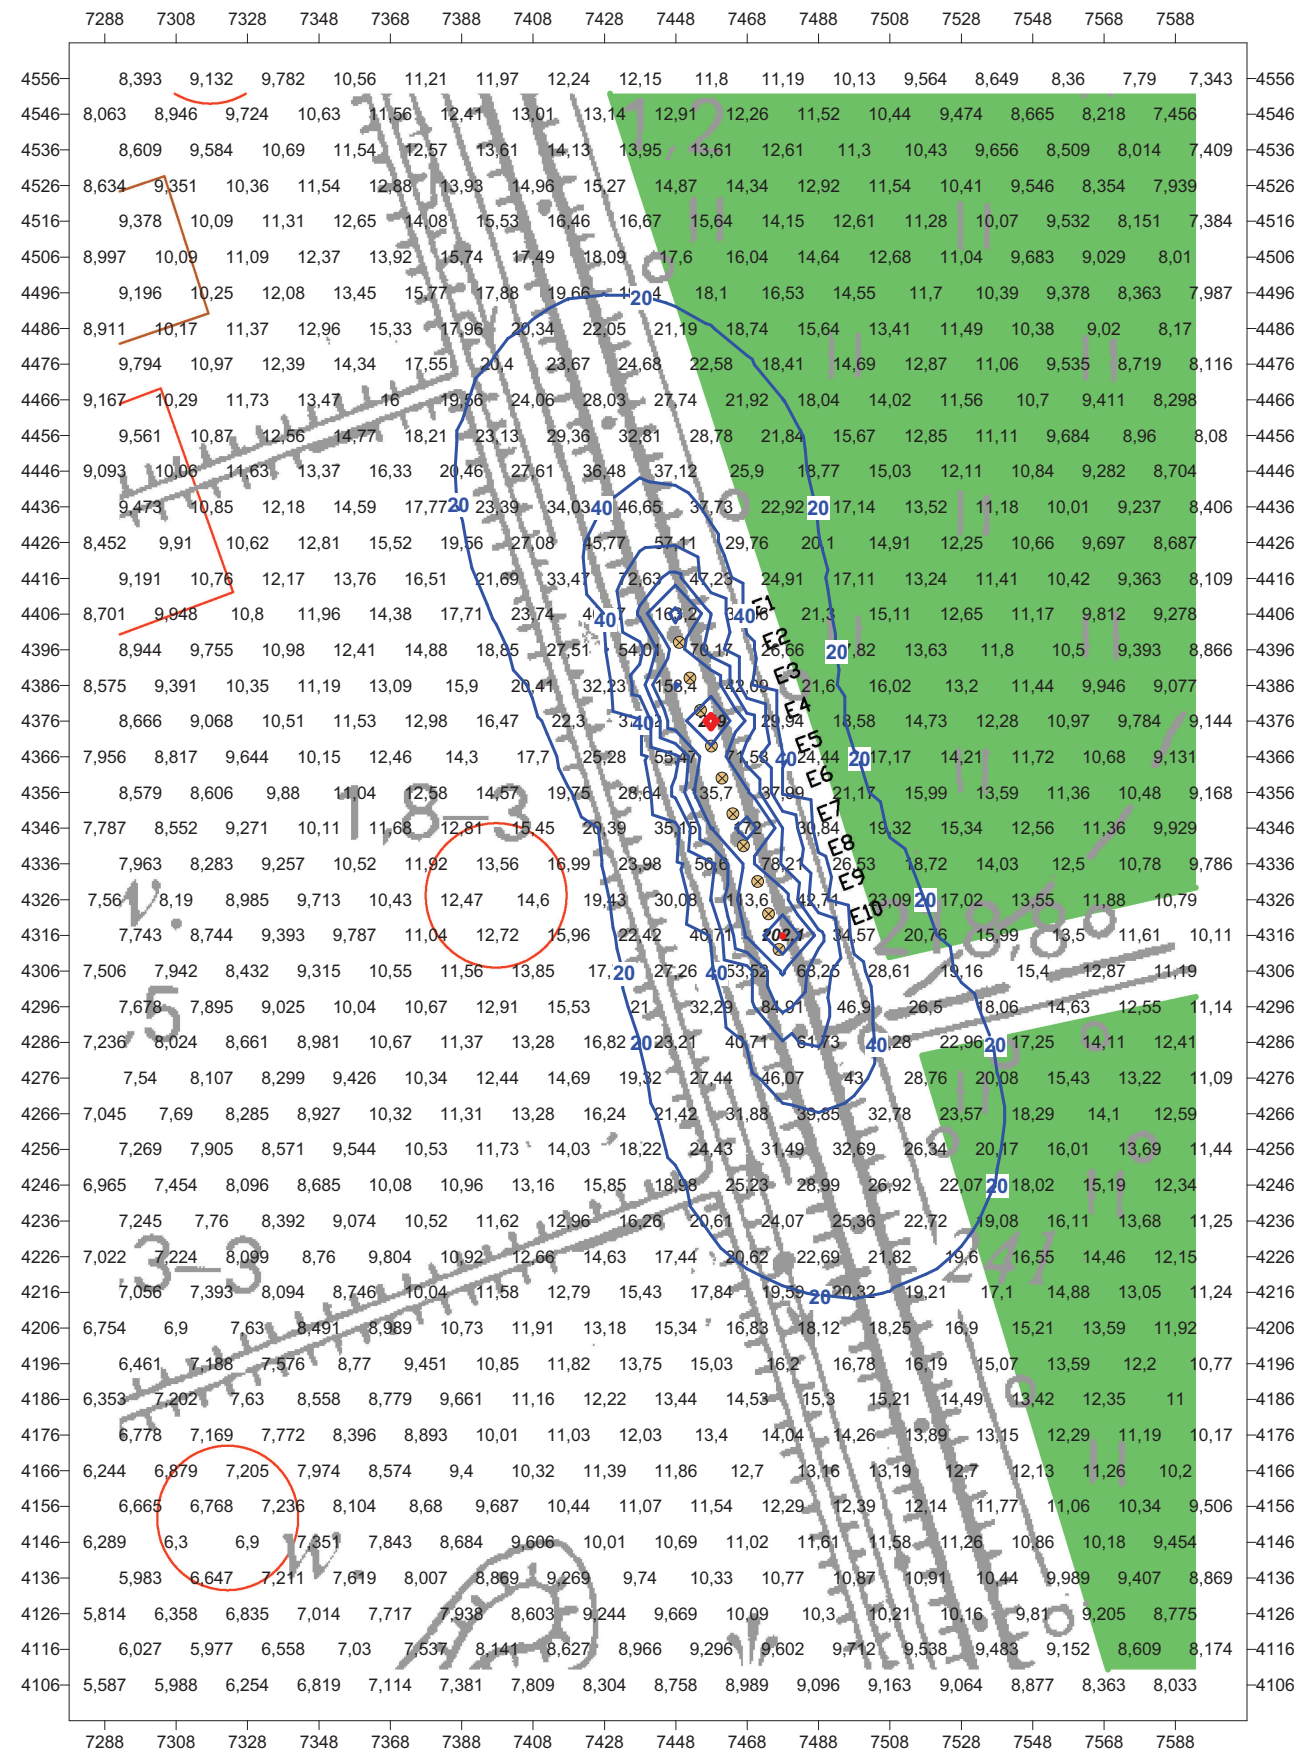 7288 7308 7328 7348 7368 7388 7408 7428 7448 7468 7488 7508 7528 7548 7568 7588
4556 8,393 9,132 9,782 10,56 11,21 11,97 12,24 12,15 11,8 11,19 10,13 9,564 8,649 8,36 7,79 7,343 4556
4546 8,063 8,946 9,724 10,63 11,56 12,41 13,01 13,14 12,91 12,26 11,52 10,44 9,474 8,665 8,218 7,456 4546
1,2
4536 8,609 9,584 10,69 11,54 12,57 13,61 14,13 13,95 13,61 12,61 11,3 10,43 9,656 8,509 8,014 7,409 4536
4526 8,634 9,351 10,36 11,54 12,88 13,93 14,96 15,27 14,87 14,34 12,92 11,54 10,41 9,546 8,354 7,939 4526
4516 9,378 10,09 11,31 12,65 14,08 15,53 16,46 16,67 15,64 14,15 12,61 11,28 10,07 9,532 8,151 7,384 4516
4506 8,997 10,09 11,09 12,37 13,92 15,74 17,49 18,09 17,6 16,04 14,64 12,68 11,04 9,683 9,029 8,01 4506
4496 9,196 10,25 12,08 13,45 15,77 17,88 19,66 20 18,1 16,53 14,55 11,7 10,39 9,378 8,363 7,987 4496
4486 8,911 10,17 11,37 12,96 15,33 17,96 20,34 22,05 21,19 18,74 15,64 13,41 11,49 10,38 9,02 8,17 4486
4476 9,794 10,97 12,39 14,34 17,55 20,4 23,67 24,68 22,58 18,41 14,69 12,87 11,06 9,535 8,719 8,116 4476
4466 9,167 10,29 11,73 13,47 16 19,56 24,06 28,03 27,74 21,92 18,04 14,02 11,56 10,7 9,411 8,298 4466
4456 9,561 10,87 12,56 14,77 18,21 23,13 29,36 32,81 28,78 21,84 15,67 12,85 11,11 9,684 8,96 8,08 4456
4446 9,093 10,06 11,63 13,37 16,33 20,46 27,61 36,48 37,12 25,9 18,77 15,03 12,11 10,84 9,282 8,704 4446
4436 9,473 10,85 12,18 14,59 17,77 20 23,39 34,03 40 46,65 37,73 22,92 20 17,14 13,52 11,18 10,01 9,237 8,406 4436
4426 8,452 9,91 10,62 12,81 15,52 19,56 27,08 45,77 57,11 29,76 20,1 14,91 12,25 10,66 9,697 8,687 4426
4416 9,191 10,76 12,17 13,76 16,51 21,69 33,47 72,63 47,23 24,91 17,11 13,24 11,41 10,42 9,363 8,109 4416
E1
4406 8,701 9,948 10,8 11,96 14,38 17,71 23,74 40 163,2 40 21,3 15,11 12,65 11,17 9,812 9,278 4406
E2
4396 8,944 9,755 10,98 12,41 14,88 18,85 27,51 54,01 70,17 26,66 20 13,63 11,8 10,5 9,393 8,866 4396
E3
4386 8,575 9,391 10,35 11,19 13,09 15,9 20,41 32,23 158,4 42,09 21,6 16,02 13,2 11,44 9,946 9,077 4386
E4
4376 8,666 9,068 10,51 11,53 12,98 16,47 22,3 40 29,94 18,58 14,73 12,28 10,97 9,784 9,144 4376
E5
4366 7,956 8,817 9,644 10,15 12,46 14,3 17,7 25,28 55,47 71,53 40 24,44 20 17,17 14,21 11,72 10,68 9,131 4366
E6
4356 8,579 8,606 9,88 11,04 12,58 14,57 19,75 28,64 35,7 37,99 21,17 15,99 13,59 11,36 10,48 9,168 4356
1,8–3
E7
4346 7,787 8,552 9,271 10,11 11,68 12,81 15,45 20,39 35,15 172 30,84 19,32 15,34 12,56 11,36 9,929 4346
E8
4336 7,963 8,283 9,257 10,52 11,92 13,56 16,99 23,98 56,6 78,21 26,53 18,72 14,03 12,5 10,78 9,786 4336
E9
4326 7,56 8,19 8,985 9,713 10,43 12,47 14,6 19,43 30,08 113,6 42,71 23,09 20 17,02 13,55 11,88 10,79 4326
E10
4316 7,743 8,744 9,393 9,787 11,04 12,72 15,96 22,42 40,71 202,1 34,57 20,76 15,99 13,5 11,61 10,11 4316
4306 7,506 7,942 8,432 9,315 10,55 11,56 13,85 20 27,26 40 53,52 63,25 28,61 19,16 15,4 12,87 11,19 4306
4296 7,678 7,895 9,025 10,04 10,67 12,91 15,53 21 32,29 84,91 46,9 26,5 18,06 14,63 12,55 11,14 4296
.5
4286 7,236 8,024 8,661 8,981 10,67 11,37 13,28 16,82 20 23,21 40,71 61,73 40 22,96 20 17,25 14,11 12,41 4286
4276 7,54 8,107 8,299 9,426 10,34 12,44 14,69 19,32 27,44 46,07 43 28,76 20,08 15,43 13,22 11,09 4276
4266 7,045 7,69 8,285 8,927 10,32 11,31 13,28 16,24 21,42 31,88 39,85 32,78 23,57 18,29 14,1 12,59 4266
4256 7,269 7,905 8,571 9,544 10,53 11,73 14,03 18,22 24,43 31,49 32,69 26,34 20,17 16,01 13,69 11,44 4256
4246 6,965 7,454 8,096 8,685 10,08 10,96 13,16 15,85 18,98 25,23 28,99 26,92 22,07 20 18,02 15,19 12,34 4246
4236 7,245 7,76 8,392 9,074 10,52 11,62 12,96 16,26 20,61 24,07 25,36 22,72 19,08 16,11 13,68 11,25 4236
4226 7,022 7,224 8,099 8,76 9,804 10,92 12,66 14,63 17,44 20,62 22,69 21,82 19,6 16,55 14,46 12,15 4226
3–3 241
4216 7,056 7,393 8,094 8,746 10,04 11,58 12,79 15,43 17,84 19,59 20 20,32 19,21 17,1 14,88 13,05 11,24 4216
4206 6,754 6,9 7,63 8,491 8,989 10,73 11,91 13,18 15,34 16,83 18,12 18,25 16,9 15,21 13,59 11,92 4206
4196 6,461 7,188 7,576 8,77 9,451 10,85 11,82 13,75 15,03 16,2 16,78 16,19 15,07 13,59 12,2 10,77 4196
4186 6,353 7,202 7,63 8,558 8,779 9,661 11,16 12,22 13,44 14,53 15,3 15,21 14,49 13,42 12,35 11 4186
4176 6,778 7,169 7,772 8,396 8,893 10,01 11,03 12,03 13,4 14,04 14,26 13,89 13,15 12,29 11,19 10,17 4176
4166 6,244 6,879 7,205 7,974 8,574 9,4 10,32 11,39 11,86 12,7 13,16 13,19 12,7 12,13 11,26 10,2 4166
4156 6,665 6,768 7,236 8,104 8,68 9,687 10,44 11,07 11,54 12,29 12,39 12,14 11,77 11,06 10,34 9,506 4156
4146 6,289 6,3 6,9 7,351 7,843 8,684 9,606 10,01 10,69 11,02 11,61 11,58 11,26 10,86 10,18 9,454 4146
w.
4136 5,983 6,647 7,211 7,619 8,007 8,869 9,269 9,74 10,33 10,77 10,87 10,91 10,44 9,989 9,407 8,869 4136
4126 5,814 6,358 6,835 7,014 7,717 7,938 8,603 9,244 9,669 10,09 10,3 10,21 10,16 9,81 9,205 8,775 4126
4116 6,027 5,977 6,558 7,03 7,537 8,141 8,627 8,966 9,296 9,602 9,712 9,538 9,483 9,152 8,609 8,174 4116
4106 5,587 5,988 6,254 6,819 7,114 7,381 7,809 8,304 8,758 8,989 9,096 9,163 9,064 8,877 8,363 8,033 4106
7288 7308 7328 7348 7368 7388 7408 7428 7448 7468 7488 7508 7528 7548 7568 7588